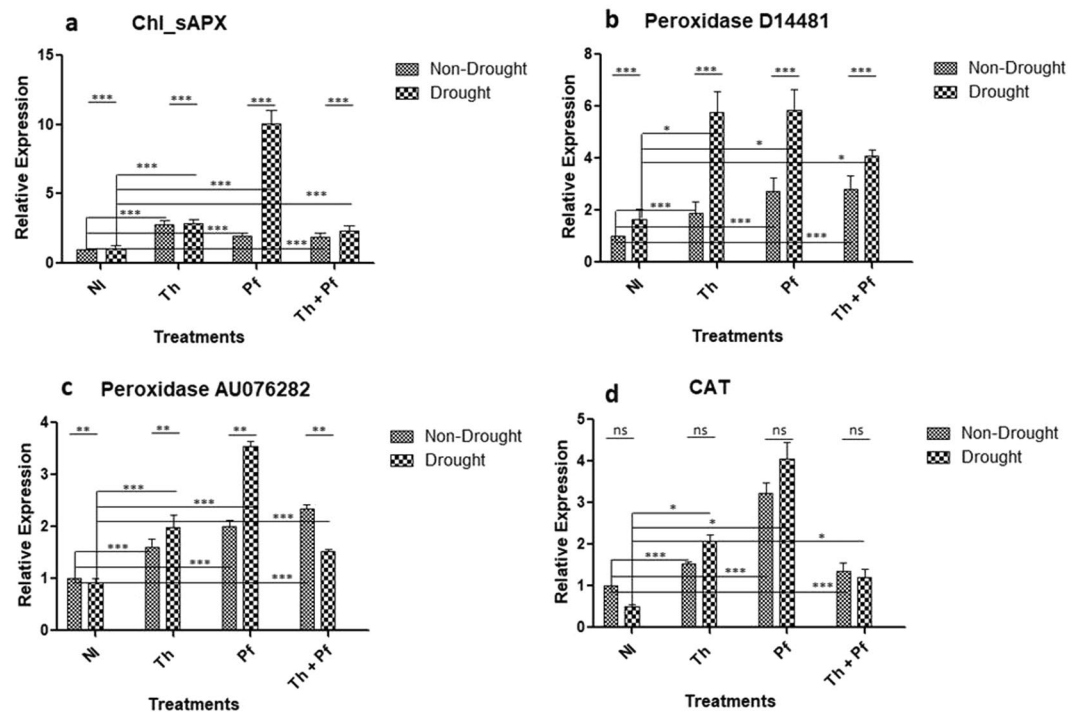 a Chl_sAPX
15
10
5
0
Relative Expression
*** *** *** ***
***
***
***
***
***
***
NI Th Pf Th + Pf
Treatments
Non-Drought
Drought
b Peroxidase D14481
8
6
4
2
0
Relative Expression
*** *** *** ***
*
*
*
***
***
***
NI Th Pf Th + Pf
Treatments
Non-Drought
Drought
c Peroxidase AU076282
4
3
2
1
0
Relative Expression
** ** ** **
***
***
***
***
***
***
NI Th Pf Th + Pf
Treatments
Non-Drought
Drought
d CAT
5
4
3
2
1
0
Relative Expression
ns ns ns ns
*
*
*
***
***
***
NI Th Pf Th + Pf
Treatments
Non-Drought
Drought